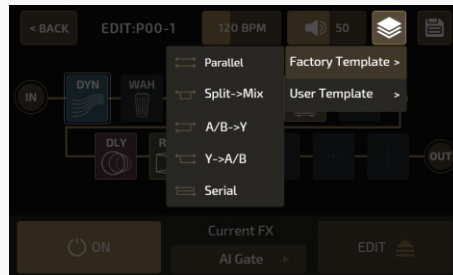 < BACK EDIT:P00-1 120 BPM 50
Parallel Factory Template >
Split->Mix User Template >
A/B->Y
Y->A/B
Serial
IN DYN WAH
DLY R OUT
Current FX
ON AI Gate EDIT